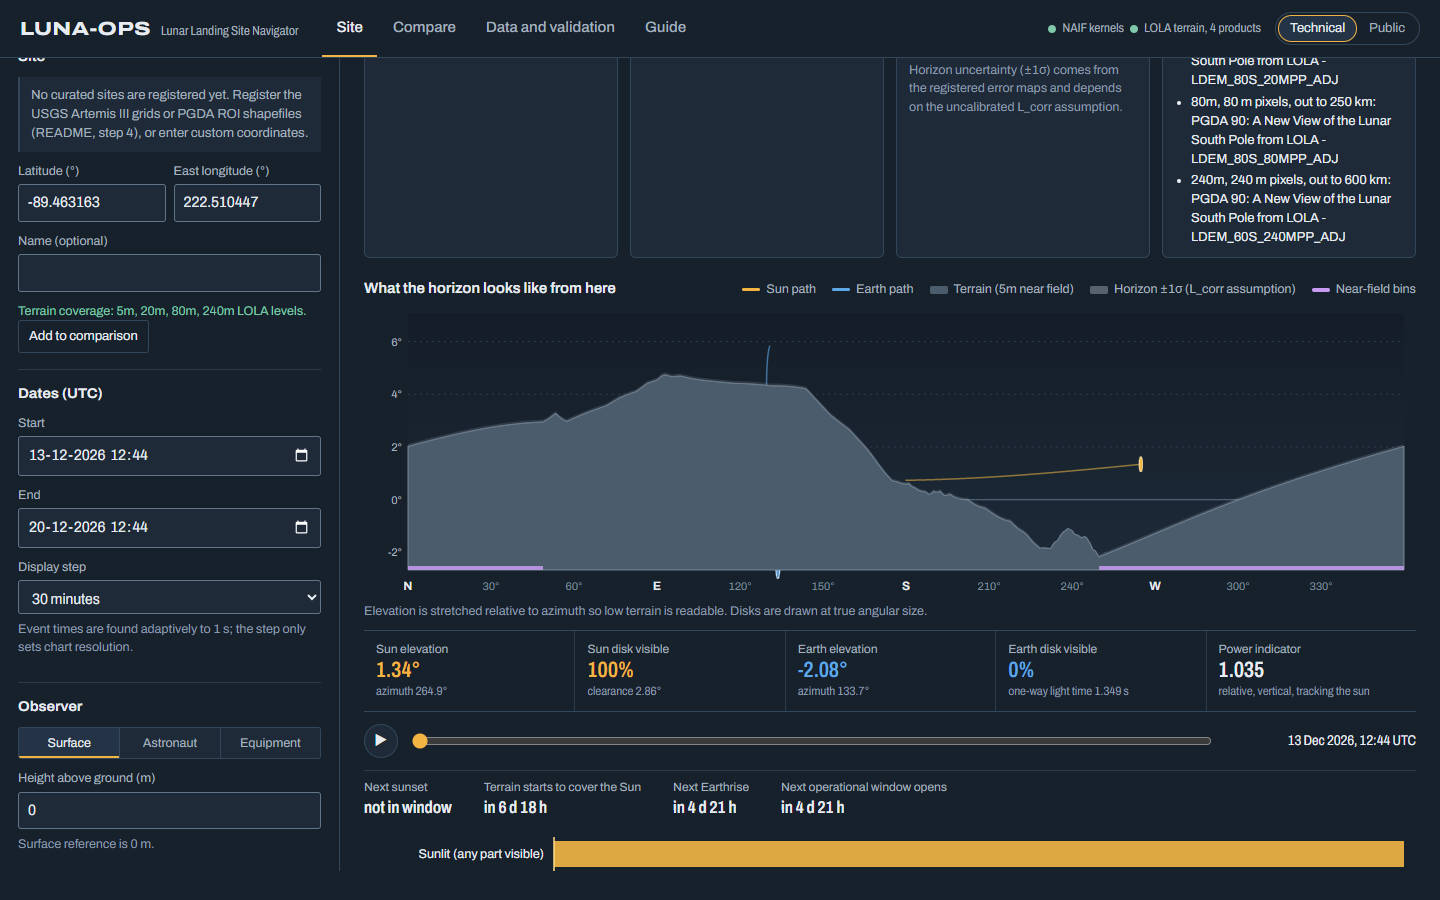 LUNA-OPS Lunar Landing Site Navigator Site Compare Data and validation Guide NAIF kernels LOLA terrain, 4 products Technical Public
No curated sites are registered yet. Register the
USGS Artemis III grids or PGDA ROI shapefiles
(README, step 4), or enter custom coordinates.
Latitude (°) East longitude (°)
-89.463163 222.510447
Name (optional)
Terrain coverage: 5m, 20m, 80m, 240m LOLA levels.
Add to comparison
Dates (UTC)
Start
13-12-2026 12:44
End
20-12-2026 12:44
Display step
30 minutes
Event times are found adaptively to 1 s; the step only
sets chart resolution.
Observer
Surface Astronaut Equipment
Height above ground (m)
0
Surface reference is 0 m.
Horizon uncertainty (±1σ) comes from
the registered error maps and depends
on the uncalibrated L_corr assumption.
South Pole from LOLA -
LDEM_80S_20MPP_ADJ
• 80m, 80 m pixels, out to 250 km:
PGDA 90: A New View of the Lunar
South Pole from LOLA -
LDEM_80S_80MPP_ADJ
• 240m, 240 m pixels, out to 600 km:
PGDA 90: A New View of the Lunar
South Pole from LOLA -
LDEM_60S_240MPP_ADJ
What the horizon looks like from here
Sun path Earth path Terrain (5m near field) Horizon ±1σ (L_corr assumption) Near-field bins
6°
4°
2°
0°
-2°
N 30° 60° E 120° 150° S 210° 240° W 300° 330°
Elevation is stretched relative to azimuth so low terrain is readable. Disks are drawn at true angular size.
Sun elevation
1.34°
azimuth 264.9°
Sun disk visible
100%
clearance 2.86°
Earth elevation
-2.08°
azimuth 133.7°
Earth disk visible
0%
one-way light time 1.349 s
Power indicator
1.035
relative, vertical, tracking the sun
13 Dec 2026, 12:44 UTC
Next sunset
not in window
Terrain starts to cover the Sun
in 6 d 18 h
Next Earthrise
in 4 d 21 h
Next operational window opens
in 4 d 21 h
Sunlit (any part visible)